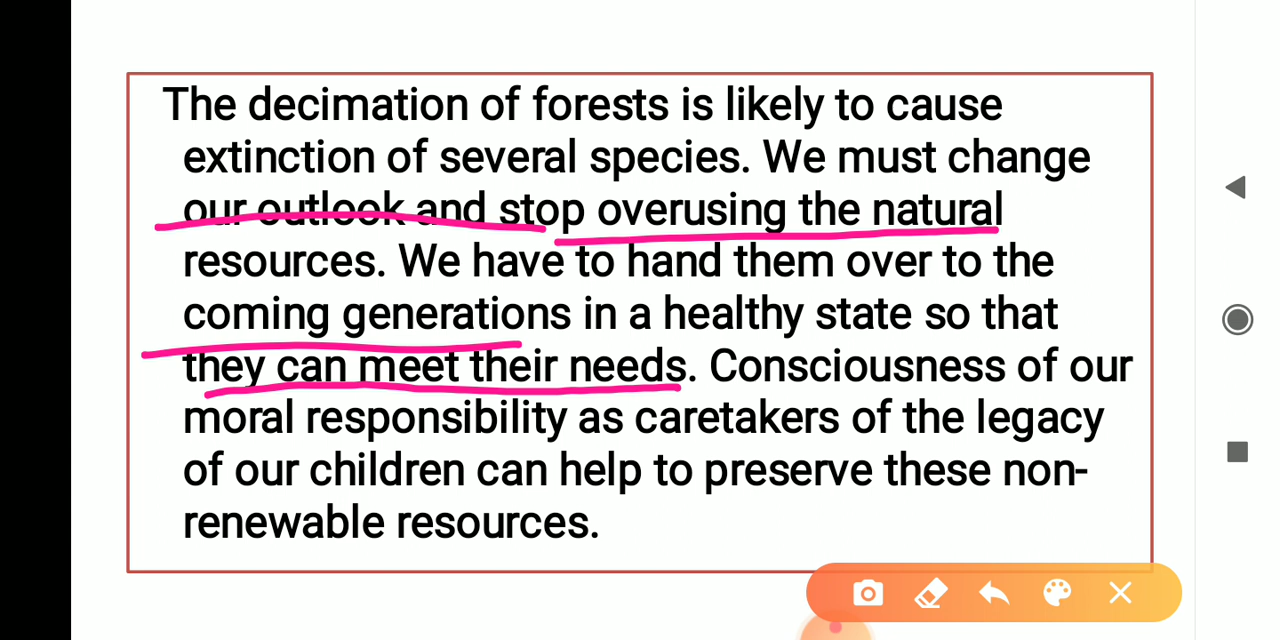 The decimation of forests is likely to cause
extinction of several species. We must change
our outlook and stop overusing the natural
resources. We have to hand them over to the
coming generations in a healthy state so that
they can meet their needs. Consciousness of our
moral responsibility as caretakers of the legacy
of our children can help to preserve these non-
renewable resources.